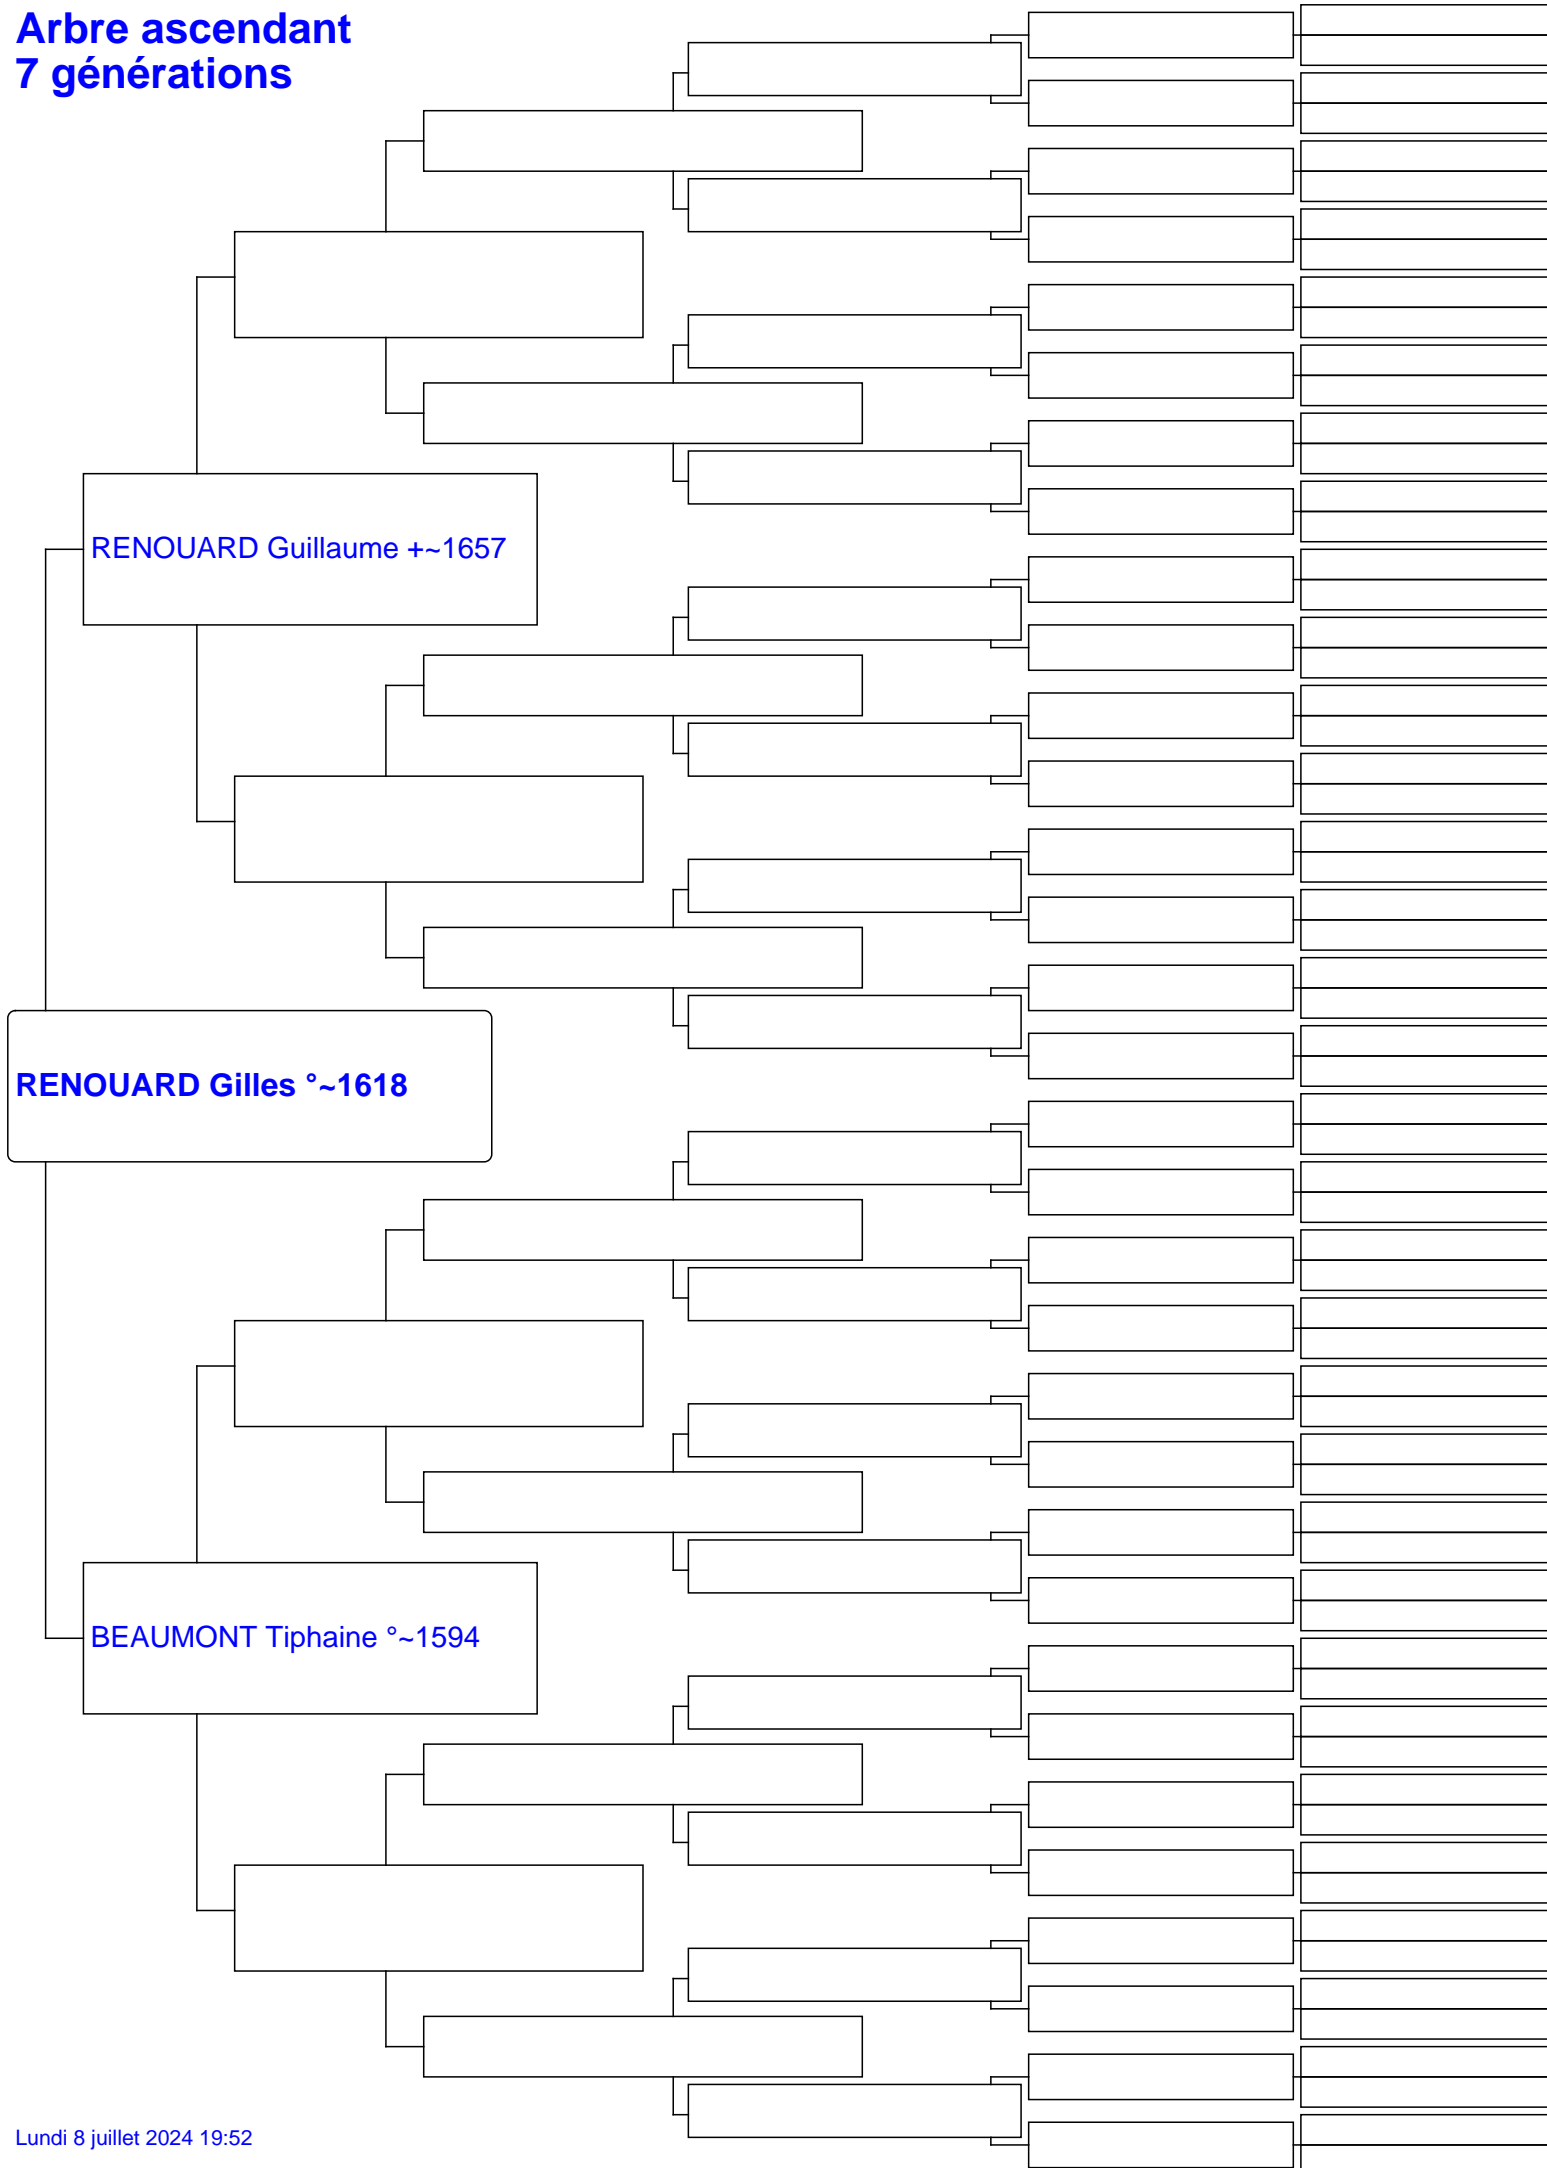 Arbre ascendant
7 générations
RENOUARD Guillaume +~1657
RENOUARD Gilles °~1618
BEAUMONT Tiphaine °~1594
Lundi 8 juillet 2024 19:52